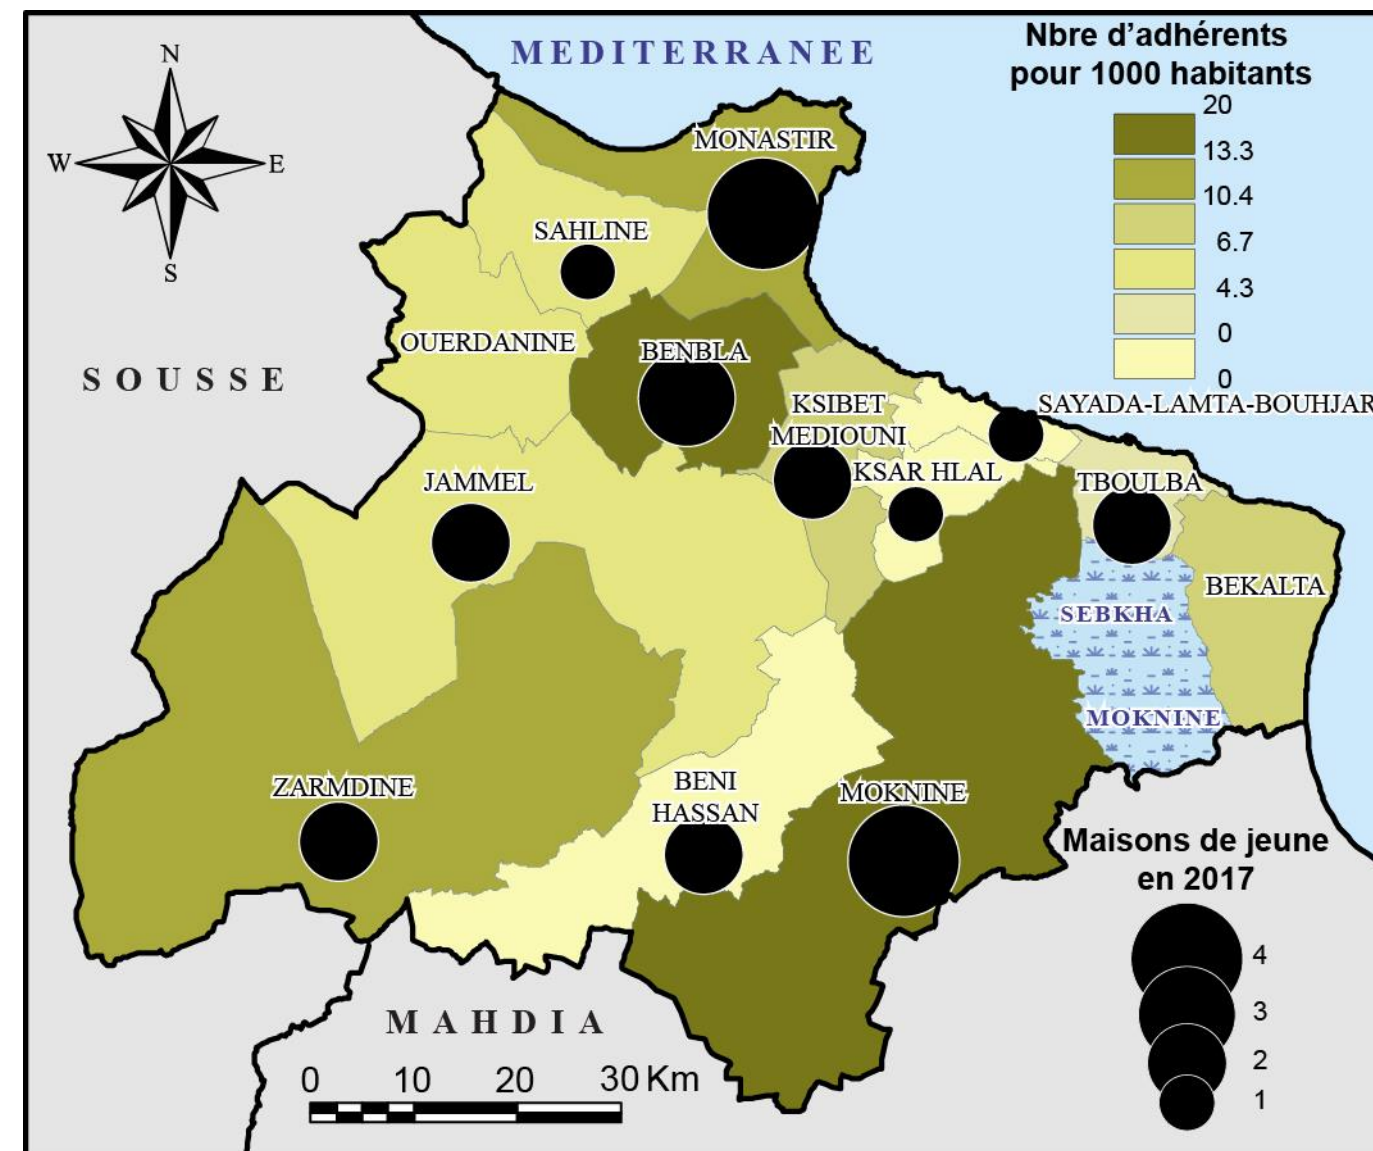 MEDITERRANEE
Nbre d'adhérents
pour 1000 habitants
20
13.3
10.4
6.7
4.3
0
0
N
W
E
S
MONASTIR
SAHLINE
OUERDANINE
BENBLA
SOUSSE
KSIBET
MEDIOUNI
SAYADA-LAMTA-BOUHJAR
KSAR HLAL
TBOULBA
JAMMEL
BEKALTA
SEBKHA
MOKNINE
ZARMDINE
BENI
HASSAN
MOKNINE
Maisons de jeune
en 2017
4
3
2
1
MAHDIA
0 10 20 30 Km